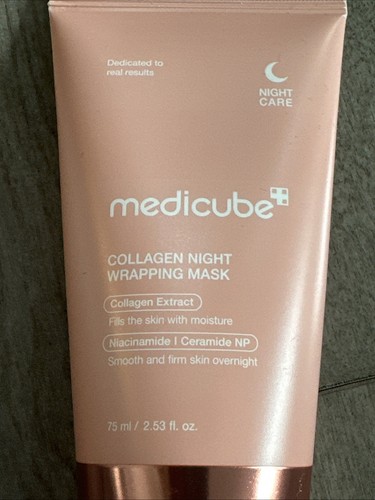 Dedicated to
real results
NIGHT
CARE
medicube
COLLAGEN NIGHT
WRAPPING MASK
Collagen Extract
Fills the skin with moisture
Niacinamide | Ceramide NP
Smooth and firm skin overnight
75 ml / 2.53 fl. oz.